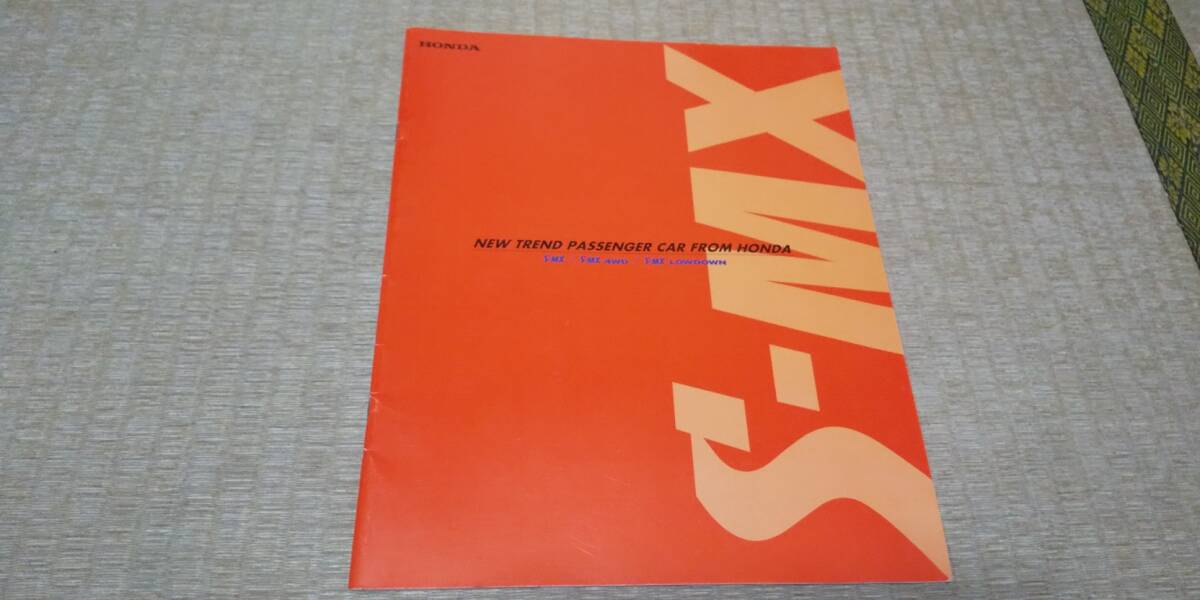 HONDA
NEW TREND PASSENGER CAR FROM HONDA
S-MX S-MX 4WD S-MX LOWDOWN
S-MX